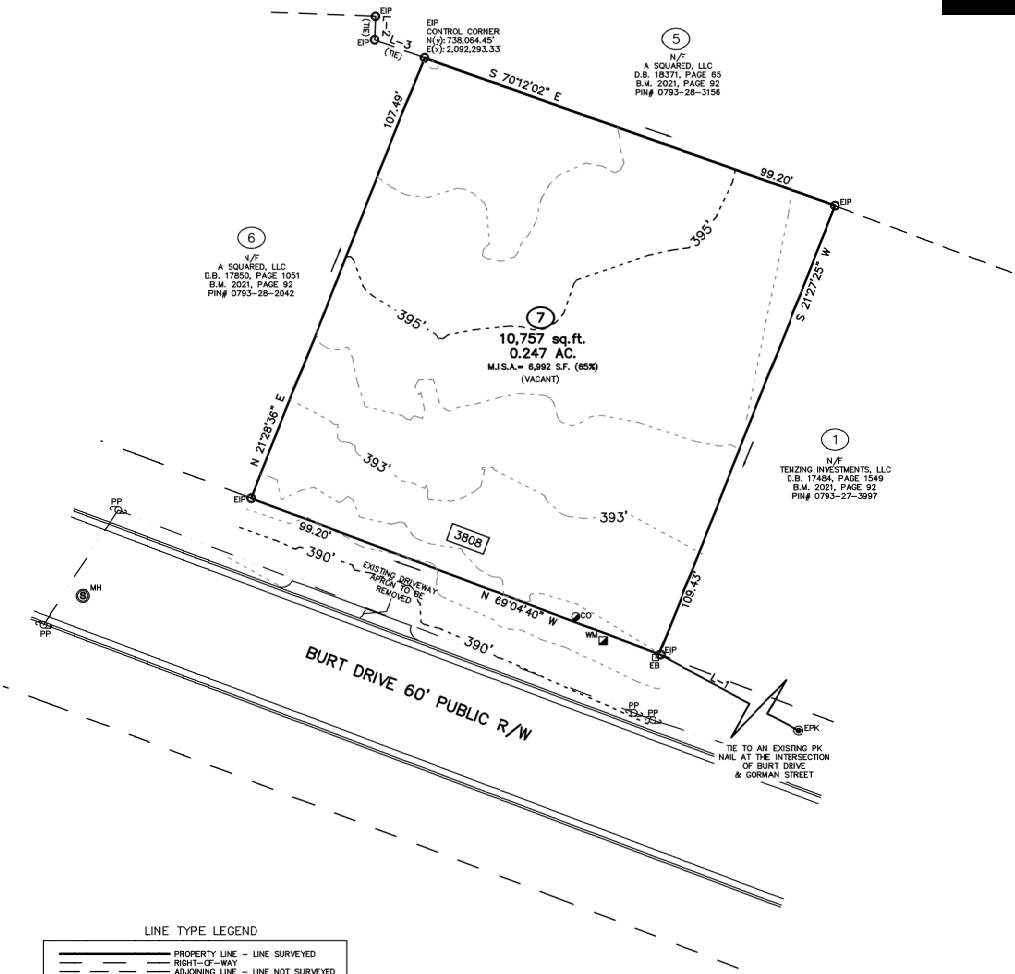 EIP
L-2
(TIE)
EIP
L-3
(TIE)
EIP
CONTROL CORNER
N(y): 738,064.45'
E(x): 2,092,293.33
5
N/F
A SQUARED, LLC
D.B. 18371, PAGE 65
B.M. 2021, PAGE 92
PIN# 0793-28-3156
S 70°12'02" E
99.20'
EIP
107.49'
N 21°28'36" E
395'
S 21°27'25" W
109.43'
6
N/F
A SQUARED, LLC
D.B. 17850, PAGE 1051
B.M. 2021, PAGE 92
PIN# 0793-28-2042
395'
7
10,757 sq.ft.
0.247 AC.
M.I.S.A.= 6,992 S.F. (65%)
(VACANT)
1
N/F
TENZING INVESTMENTS, LLC
D.B. 17484, PAGE 1549
B.M. 2021, PAGE 92
PIN# 0793-27-3997
393'
393'
EIP
99.20'
3808
N 69°04'40" W
390'
EXISTING DRIVEWAY
APRON TO BE
REMOVED
390'
CO
WM
EIP
EB
L-1
PP
MH
S
PP
PP
PP
EPK
TIE TO AN EXISTING PK
NAIL AT THE INTERSECTION
OF BURT DRIVE
& GORMAN STREET
BURT DRIVE 60' PUBLIC R/W
LINE TYPE LEGEND
PROPERTY LINE - LINE SURVEYED
RIGHT-OF-WAY
ADJOINING LINE - LINE NOT SURVEYED